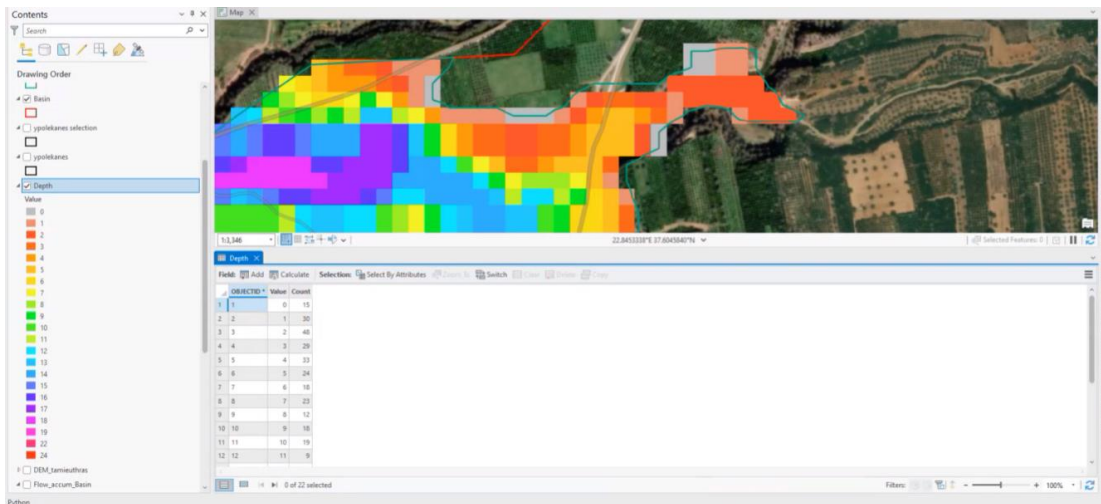 Contents
Search
Drawing Order
Basin
ypolekanes selection
ypolekanes
Depth
Value
0
1
2
3
4
5
6
7
8
9
10
11
12
13
14
15
16
17
18
19
22
24
DEM_tamieuthras
Flow_accum_Basin
Python
Map
1:3,346
22.8453338°E 37.6045840°N
Selected Features: 0
Depth
Field: Add Calculate Selection: Select By Attributes Zoom To Switch Clear Delete Copy
OBJECTID * Value Count
1 1 0 15
2 2 1 30
3 3 2 48
4 4 3 29
5 5 4 33
6 6 5 24
7 7 6 18
8 8 7 23
9 9 8 12
10 10 9 18
11 11 10 19
12 12 11 9
0 of 22 selected
Filters:
100%